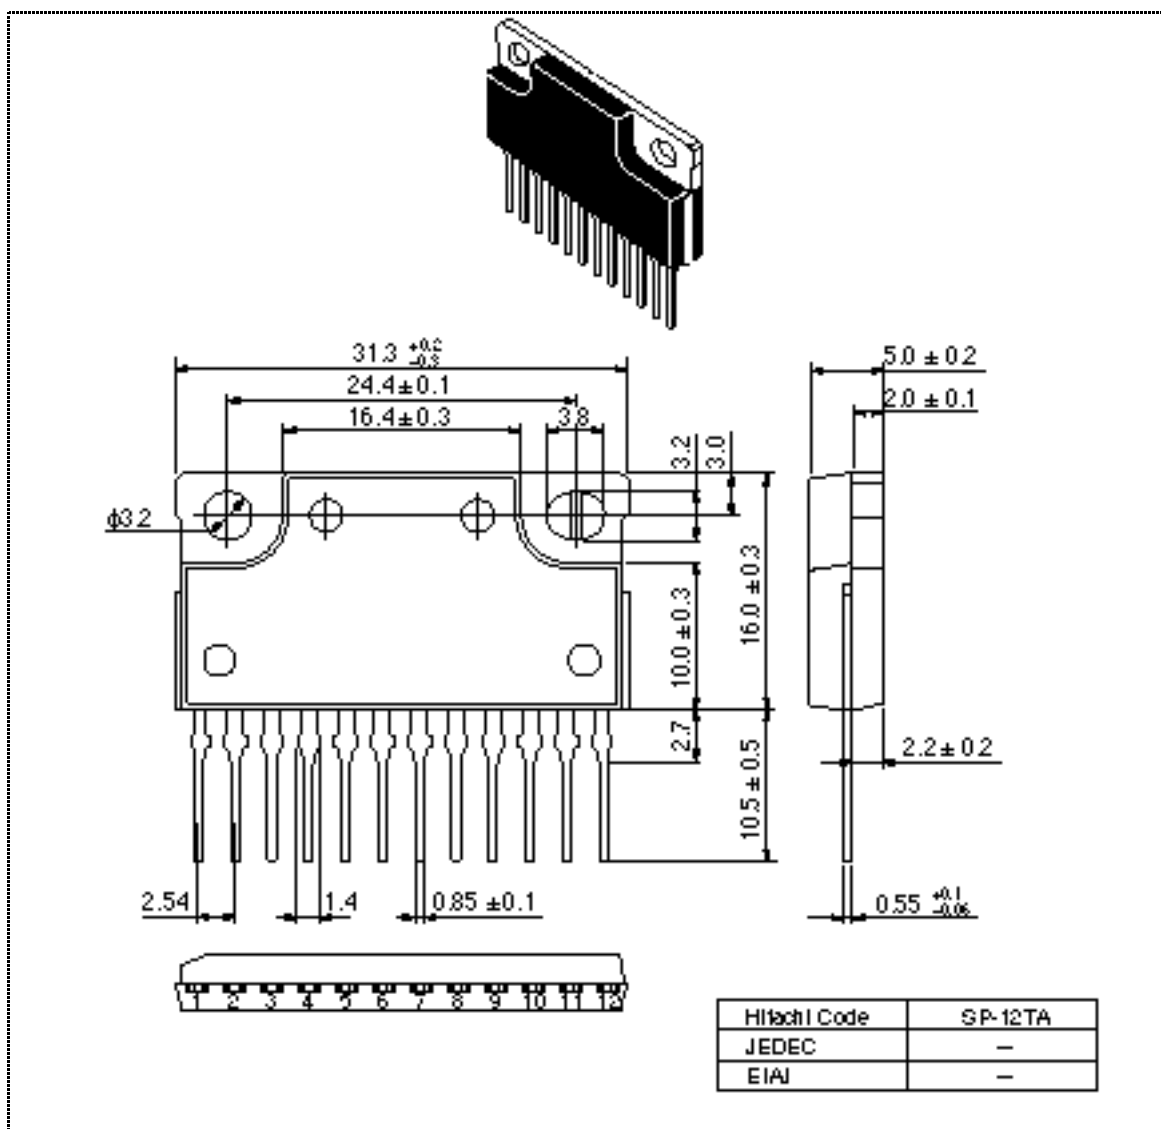 31.3 +0.2 -0.3
24.4 ± 0.1
16.4 ± 0.3
3.8
3.2
3.0
5.0 ± 0.2
2.0 ± 0.1
ϕ3.2
10.0 ± 0.3
16.0 ± 0.3
2.7
10.5 ± 0.5
2.2 ± 0.2
2.54
1.4
0.85 ± 0.1
0.55 +0.1 -0.06
1 2 3 4 5 6 7 8 9 10 11 12
Hitachi Code SP-12TA
JEDEC —
EIAJ —